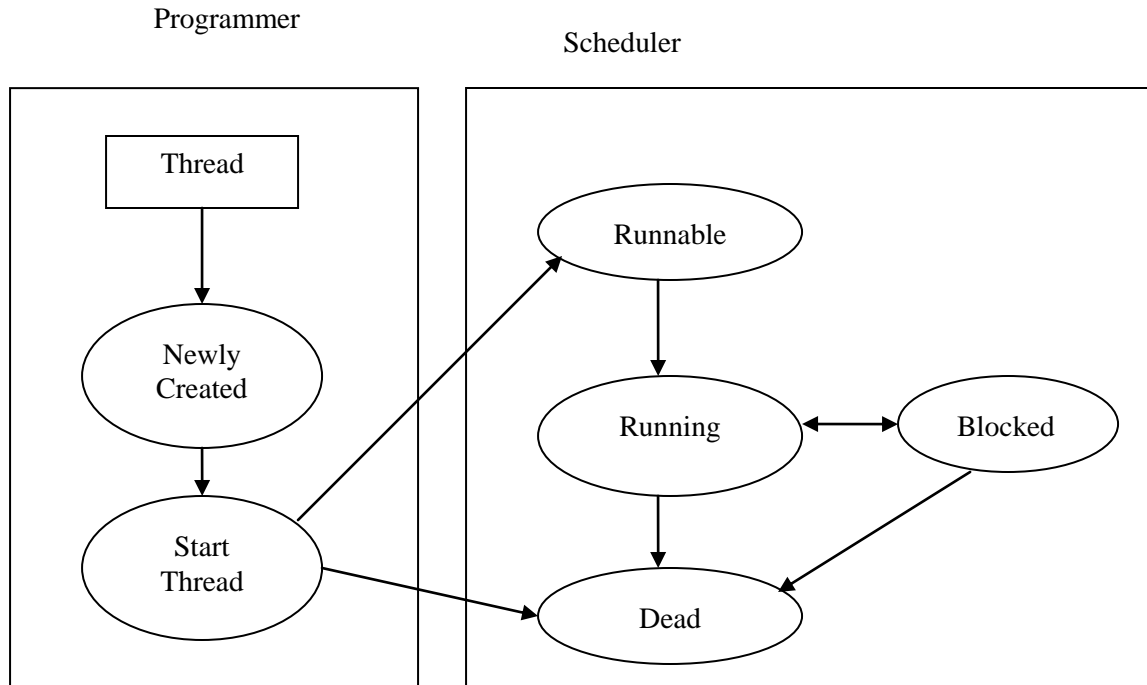 Programmer
Scheduler
Thread
Newly
Created
Start
Thread
Runnable
Running
Blocked
Dead